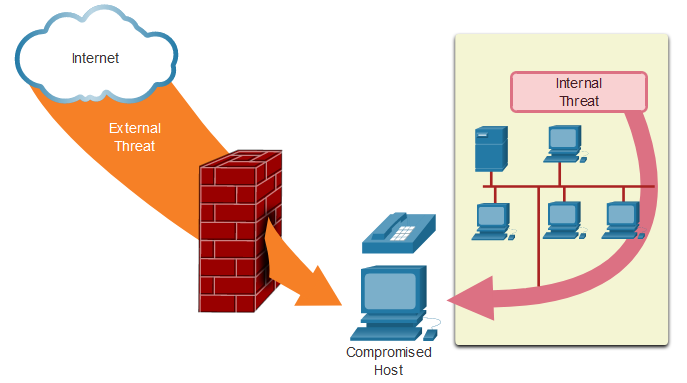 Internet
External
Threat
Internal
Threat
Compromised
Host